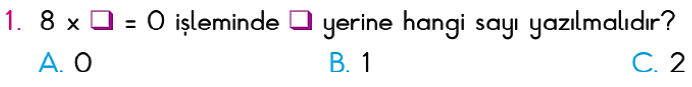 1. 8 x ❑ = 0 işleminde ❑ yerine hangi sayı yazılmalıdır?
A. 0 B. 1 C. 2